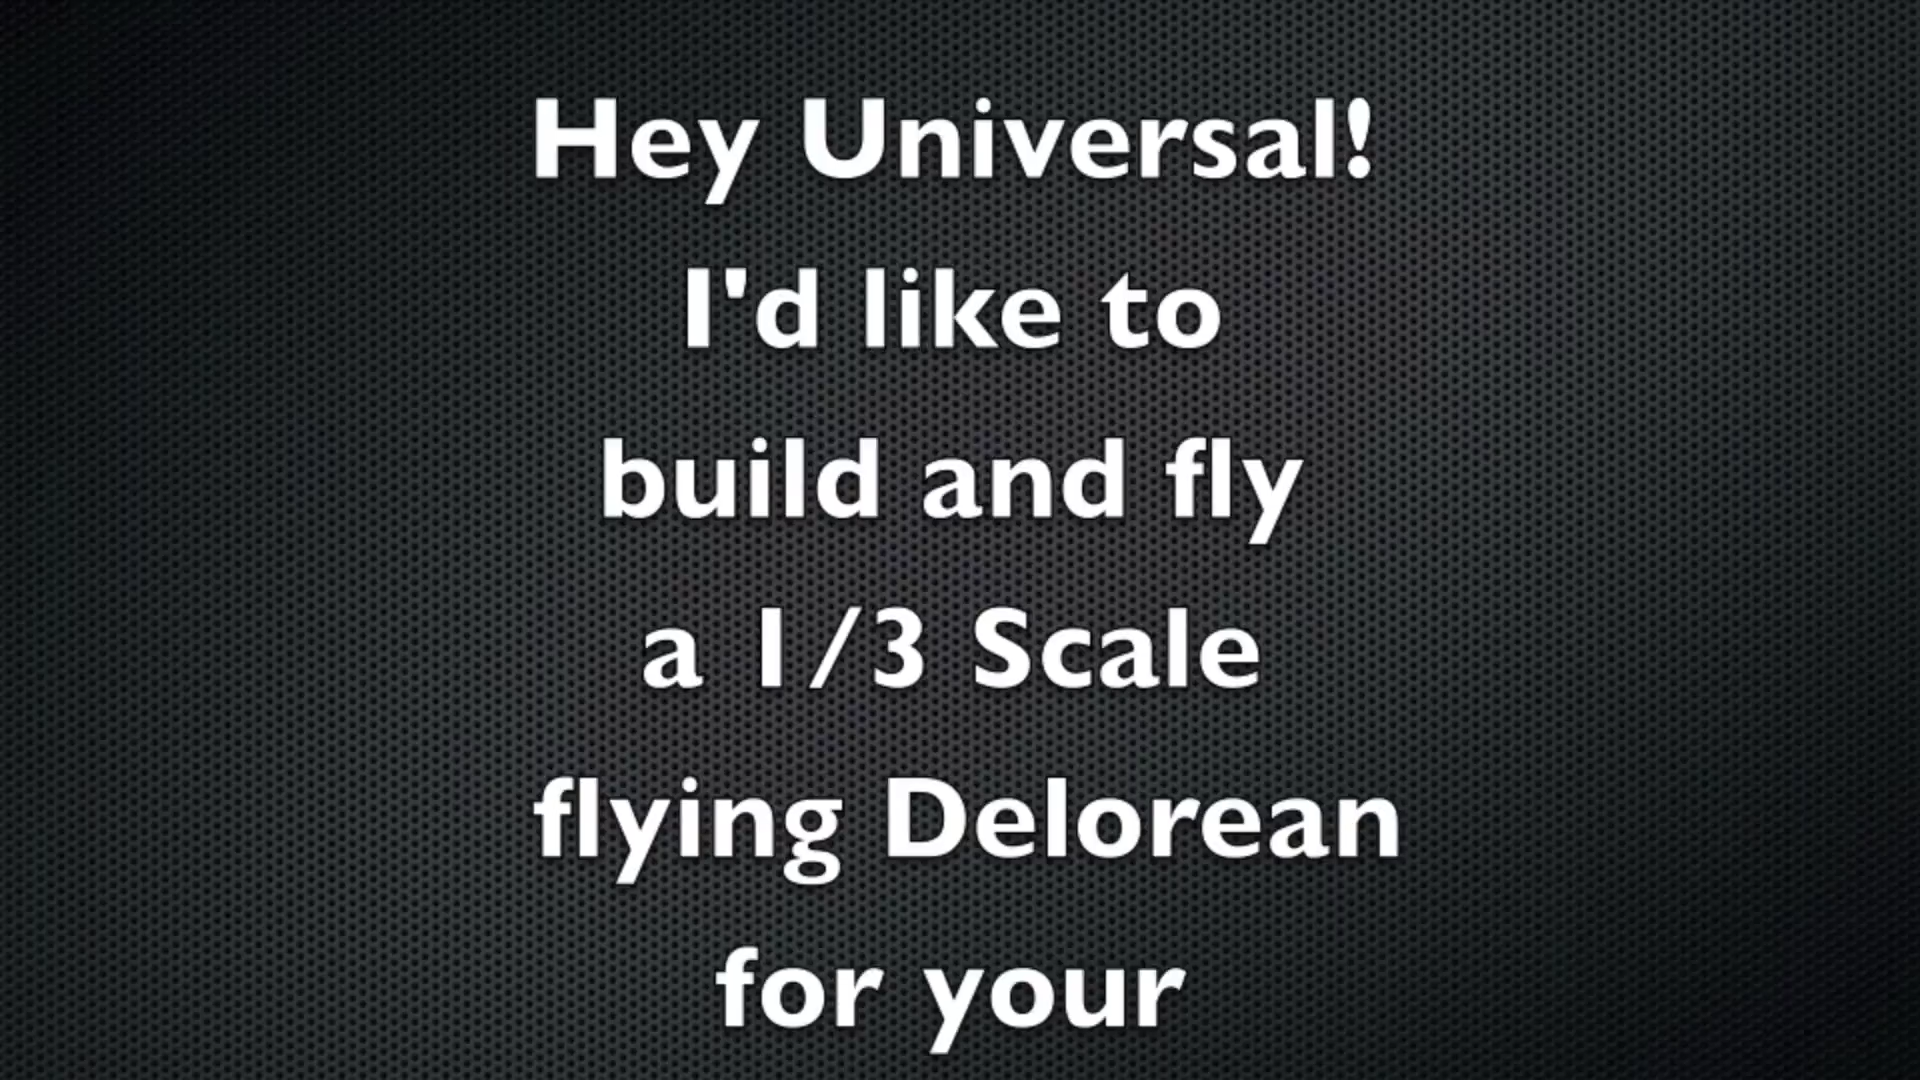 Hey Universal!
I'd like to
build and fly
a 1/3 Scale
flying Delorean
for your